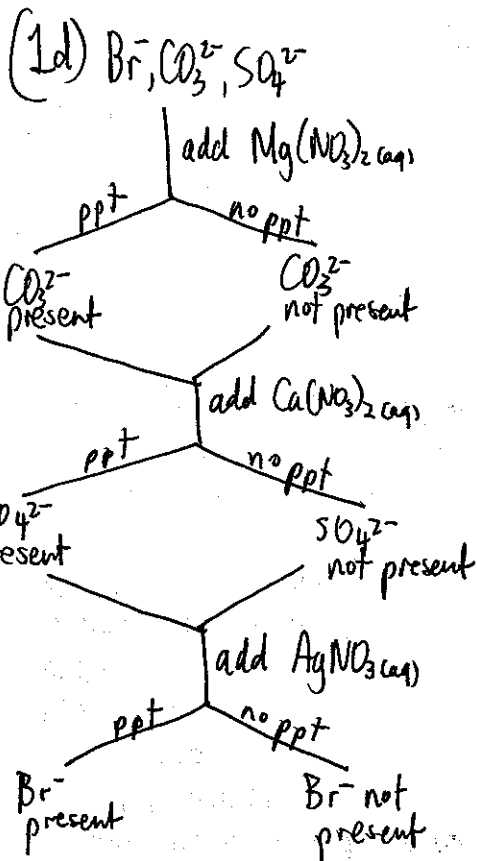 (1d) Br⁻, CO₃²⁻, SO₄²⁻
add Mg(NO₃)₂ (aq)
ppt no ppt
CO₃²⁻ present
CO₃²⁻ not present
add Ca(NO₃)₂ (aq)
ppt no ppt
O₄²⁻ esent
SO₄²⁻ not present
add AgNO₃ (aq)
ppt no ppt
Br⁻ present
Br⁻ not present